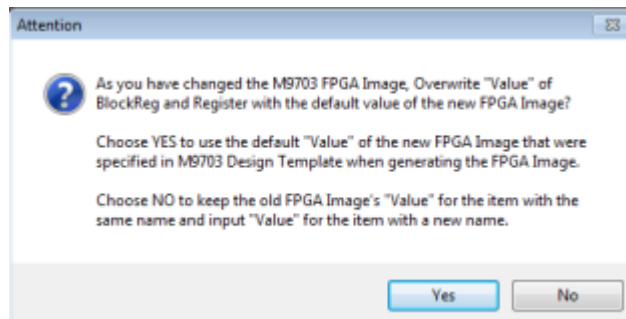 Attention
As you have changed the M9703 FPGA Image, Overwrite "Value" of
BlockReg and Register with the default value of the new FPGA Image?
Choose YES to use the default "Value" of the new FPGA Image that were
specified in M9703 Design Template when generating the FPGA Image.
Choose NO to keep the old FPGA Image's "Value" for the item with the
same name and input "Value" for the item with a new name.
Yes No